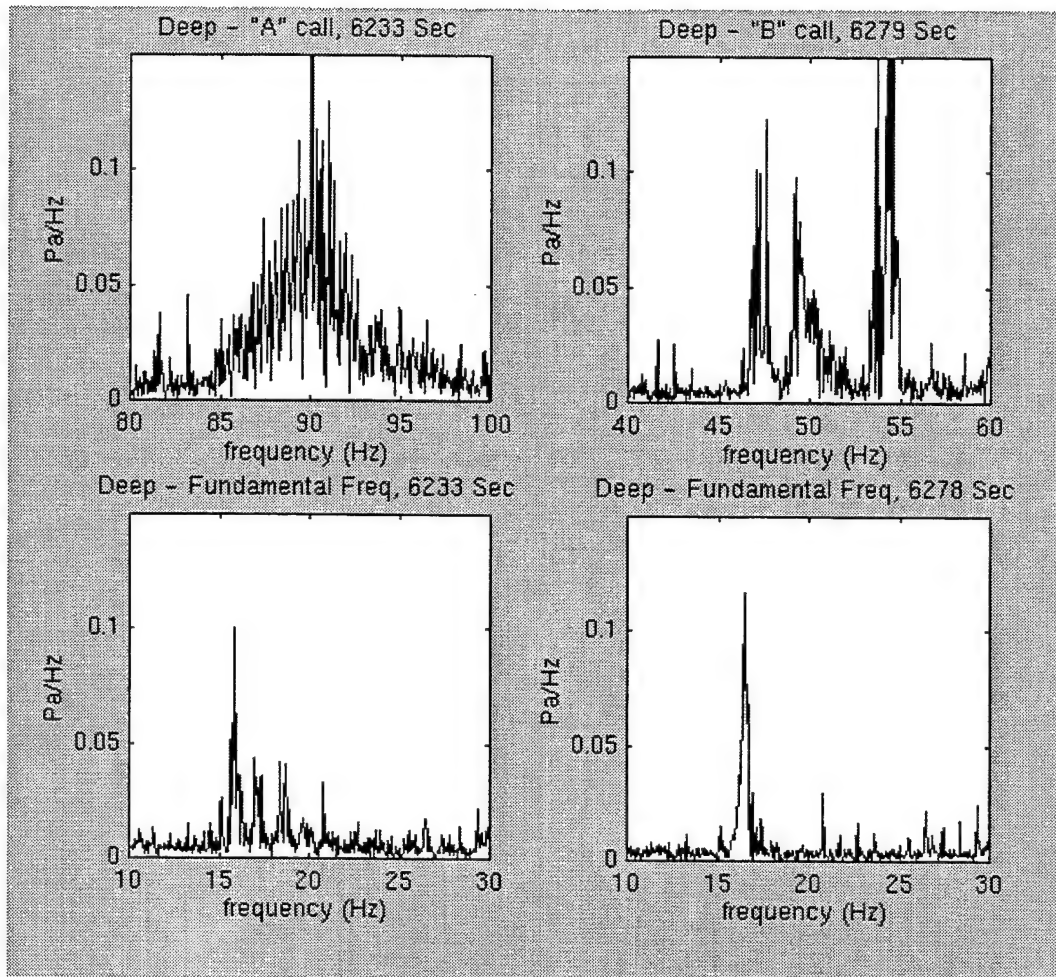 Deep - "A" call, 6233 Sec
Pa/Hz
0.1
0.05
0
80 85 90 95 100
frequency (Hz)
Deep - "B" call, 6279 Sec
Pa/Hz
0.1
0.05
0
40 45 50 55 60
frequency (Hz)
Deep - Fundamental Freq, 6233 Sec
Pa/Hz
0.1
0.05
0
10 15 20 25 30
frequency (Hz)
Deep - Fundamental Freq, 6278 Sec
Pa/Hz
0.1
0.05
0
10 15 20 25 30
frequency (Hz)